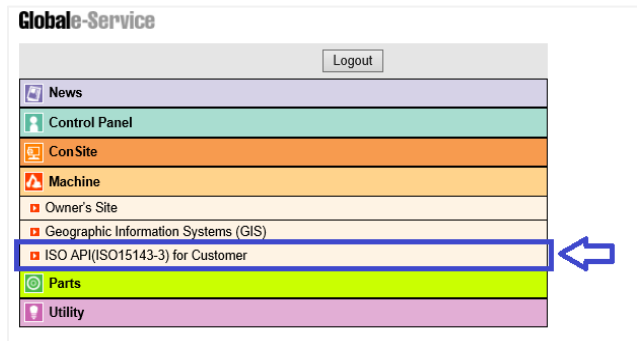 Globale-Service
Logout
News
Control Panel
ConSite
Machine
Owner's Site
Geographic Information Systems (GIS)
ISO API(ISO15143-3) for Customer
Parts
Utility